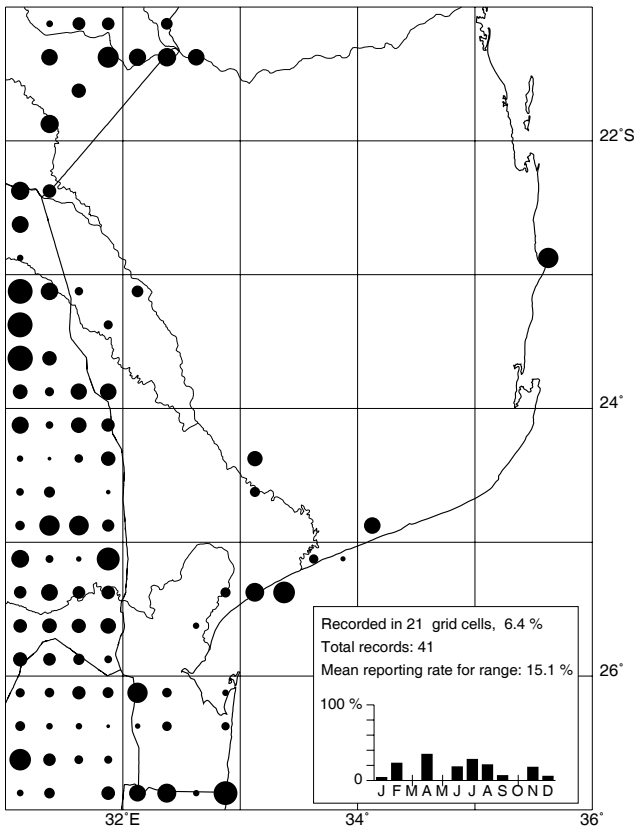 22°S
24°
Recorded in 21 grid cells, 6.4 %
Total records: 41
Mean reporting rate for range: 15.1 %
26°
100 %
0
J F M A M J J A S O N D
32°E 34° 36°